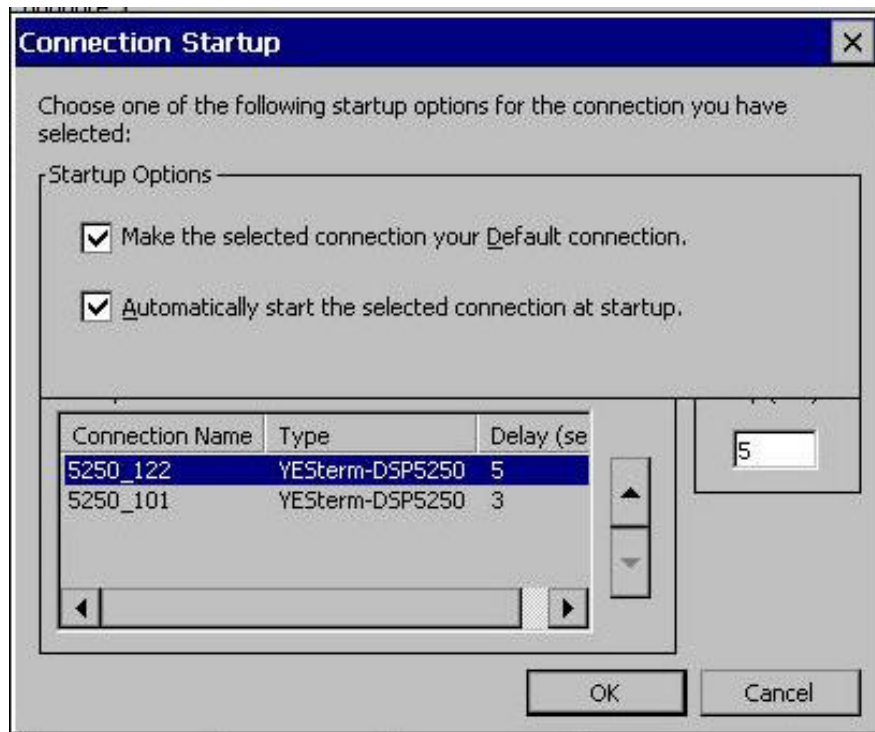 Connection Startup
Choose one of the following startup options for the connection you have
selected:
Startup Options
Make the selected connection your Default connection.
Automatically start the selected connection at startup.
Connection Name Type Delay (se
5
5250_122 YESterm-DSP5250 5
5250_101 YESterm-DSP5250 3
OK Cancel